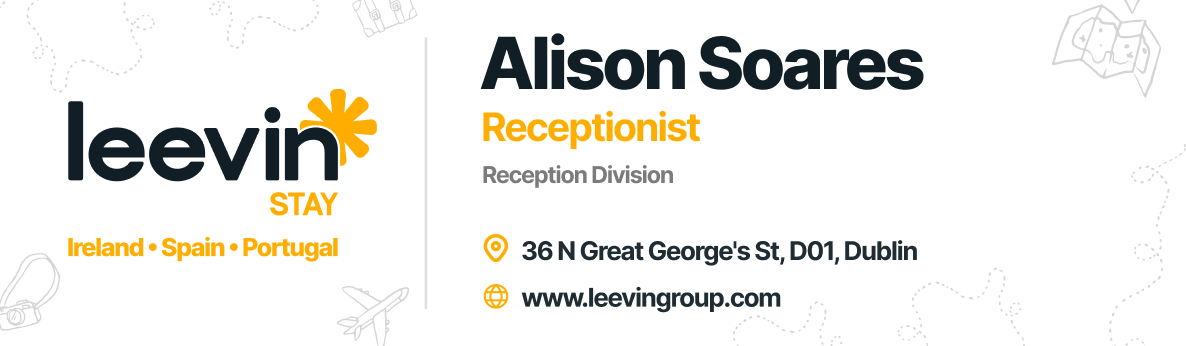 leevin
STAY
Ireland • Spain • Portugal
Alison Soares
Receptionist
Reception Division
36 N Great George's St, D01, Dublin
www.leevingroup.com